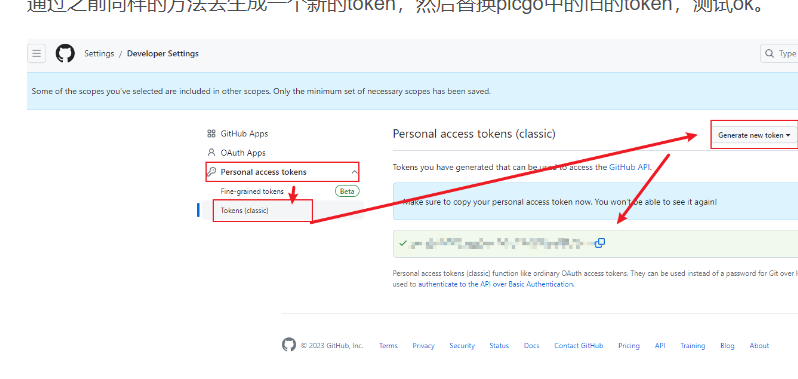 通过之前同样的方法去生成一个新的token，然后替换picgo中的旧的token，测试ok。
Settings / Developer Settings
Type
Some of the scopes you've selected are included in other scopes. Only the minimum set of necessary scopes has been saved.
GitHub Apps
OAuth Apps
Personal access tokens
Fine-grained tokens
Beta
Tokens (classic)
Personal access tokens (classic)
Generate new token
Tokens you have generated that can be used to access the GitHub API.
Make sure to copy your personal access token now. You won't be able to see it again!
Personal access tokens (classic) function like ordinary OAuth access tokens. They can be used instead of a password for Git over
used to authenticate to the API over Basic Authentication.
© 2023 GitHub, Inc. Terms Privacy Security Status Docs Contact GitHub Pricing API Training Blog About